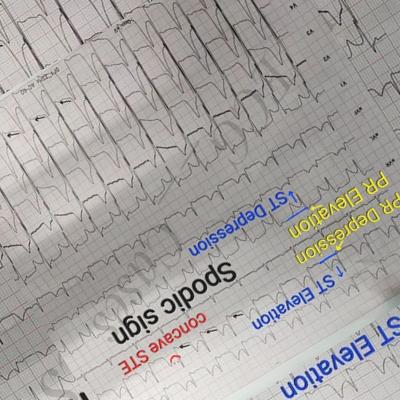 ST Elevation
concave STE
↑ ST Elevation
Spodic sign
PR Depression
PR Elevation
↓ST Depression